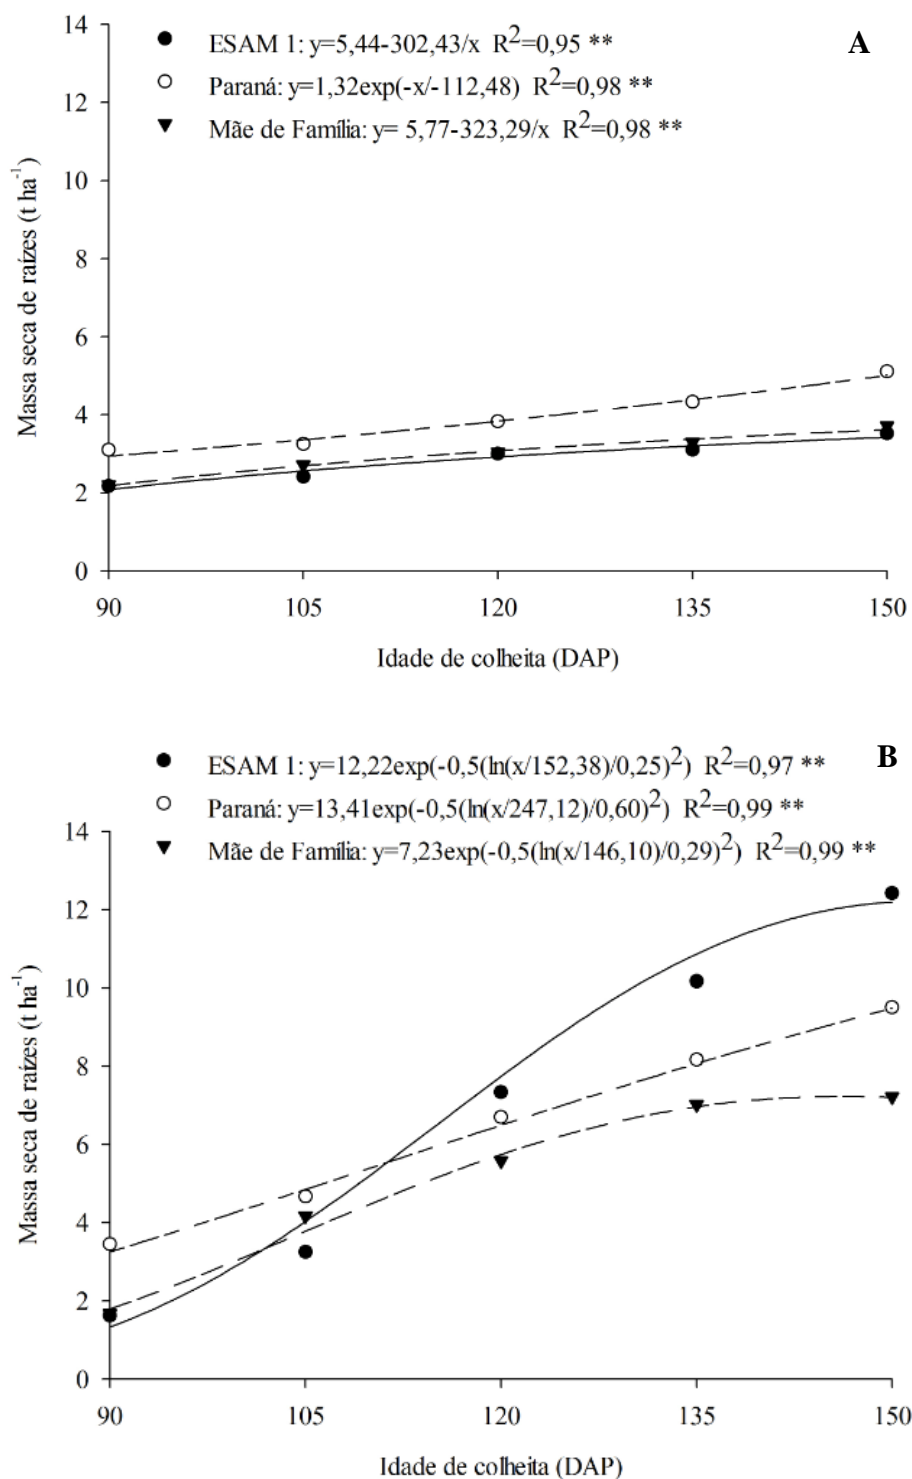 14
ESAM 1: y=5,44-302,43/x R²=0,95 **
A
Paraná: y=1,32exp(-x/-112,48) R²=0,98 **
12
Mãe de Família: y= 5,77-323,29/x R²=0,98 **
10
8
6
4
2
0
Massa seca de raízes (t ha⁻¹)
90 105 120 135 150
Idade de colheita (DAP)
ESAM 1: y=12,22exp(-0,5(ln(x/152,38)/0,25)²) R²=0,97 **
B
Paraná: y=13,41exp(-0,5(ln(x/247,12)/0,60)²) R²=0,99 **
14
Mãe de Família: y=7,23exp(-0,5(ln(x/146,10)/0,29)²) R²=0,99 **
12
10
8
6
4
2
0
Massa seca de raízes (t ha⁻¹)
90 105 120 135 150
Idade de colheita (DAP)